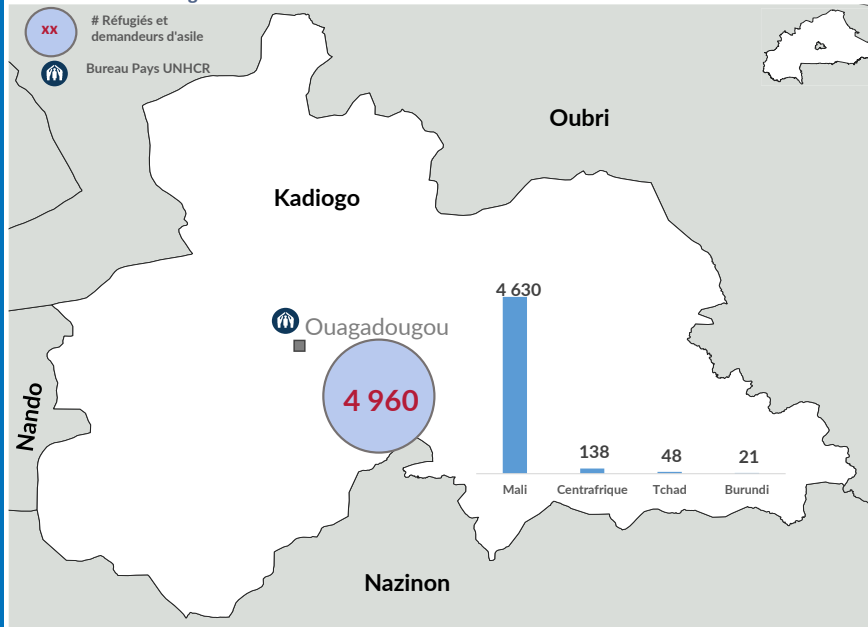 xx
# Réfugiés et
demandeurs d'asile
Bureau Pays UNHCR
Oubri
Kadiogo
4 630
Ouagadougou
4 960
Nando
138
48
21
Mali
Centrafrique
Tchad
Burundi
Nazinon